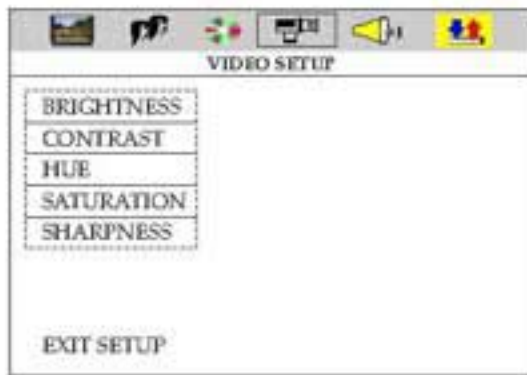 VIDEO SETUP
BRIGHTNESS
CONTRAST
HUE
SATURATION
SHARPNESS
EXIT SETUP